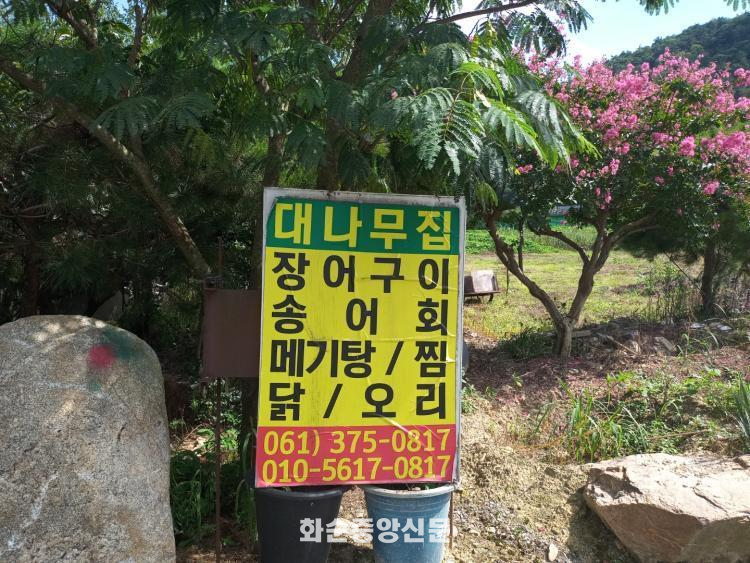 대나무집
장어구이
송어회
메기탕/찜
닭/오리
061) 375-0817
010-5617-0817
화순중앙신문